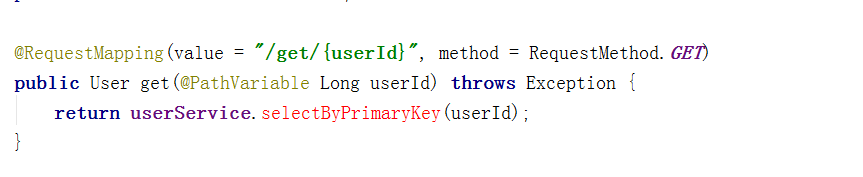 @RequestMapping(value = "/get/{userId}", method = RequestMethod.GET)
public User get(@PathVariable Long userId) throws Exception {
return userService.selectByPrimaryKey(userId);
}